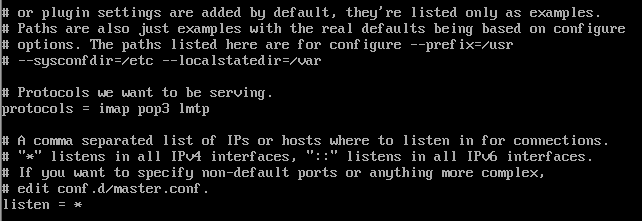 # or plugin settings are added by default, they're listed only as examples.
# Paths are also just examples with the real defaults being based on configure
# options. The paths listed here are for configure --prefix=/usr
# --sysconfdir=/etc --localstatedir=/var
# Protocols we want to be serving.
protocols = imap pop3 lmtp
# A comma separated list of IPs or hosts where to listen in for connections.
# "*" listens in all IPv4 interfaces, "::" listens in all IPv6 interfaces.
# If you want to specify non-default ports or anything more complex,
# edit conf.d/master.conf.
listen = *